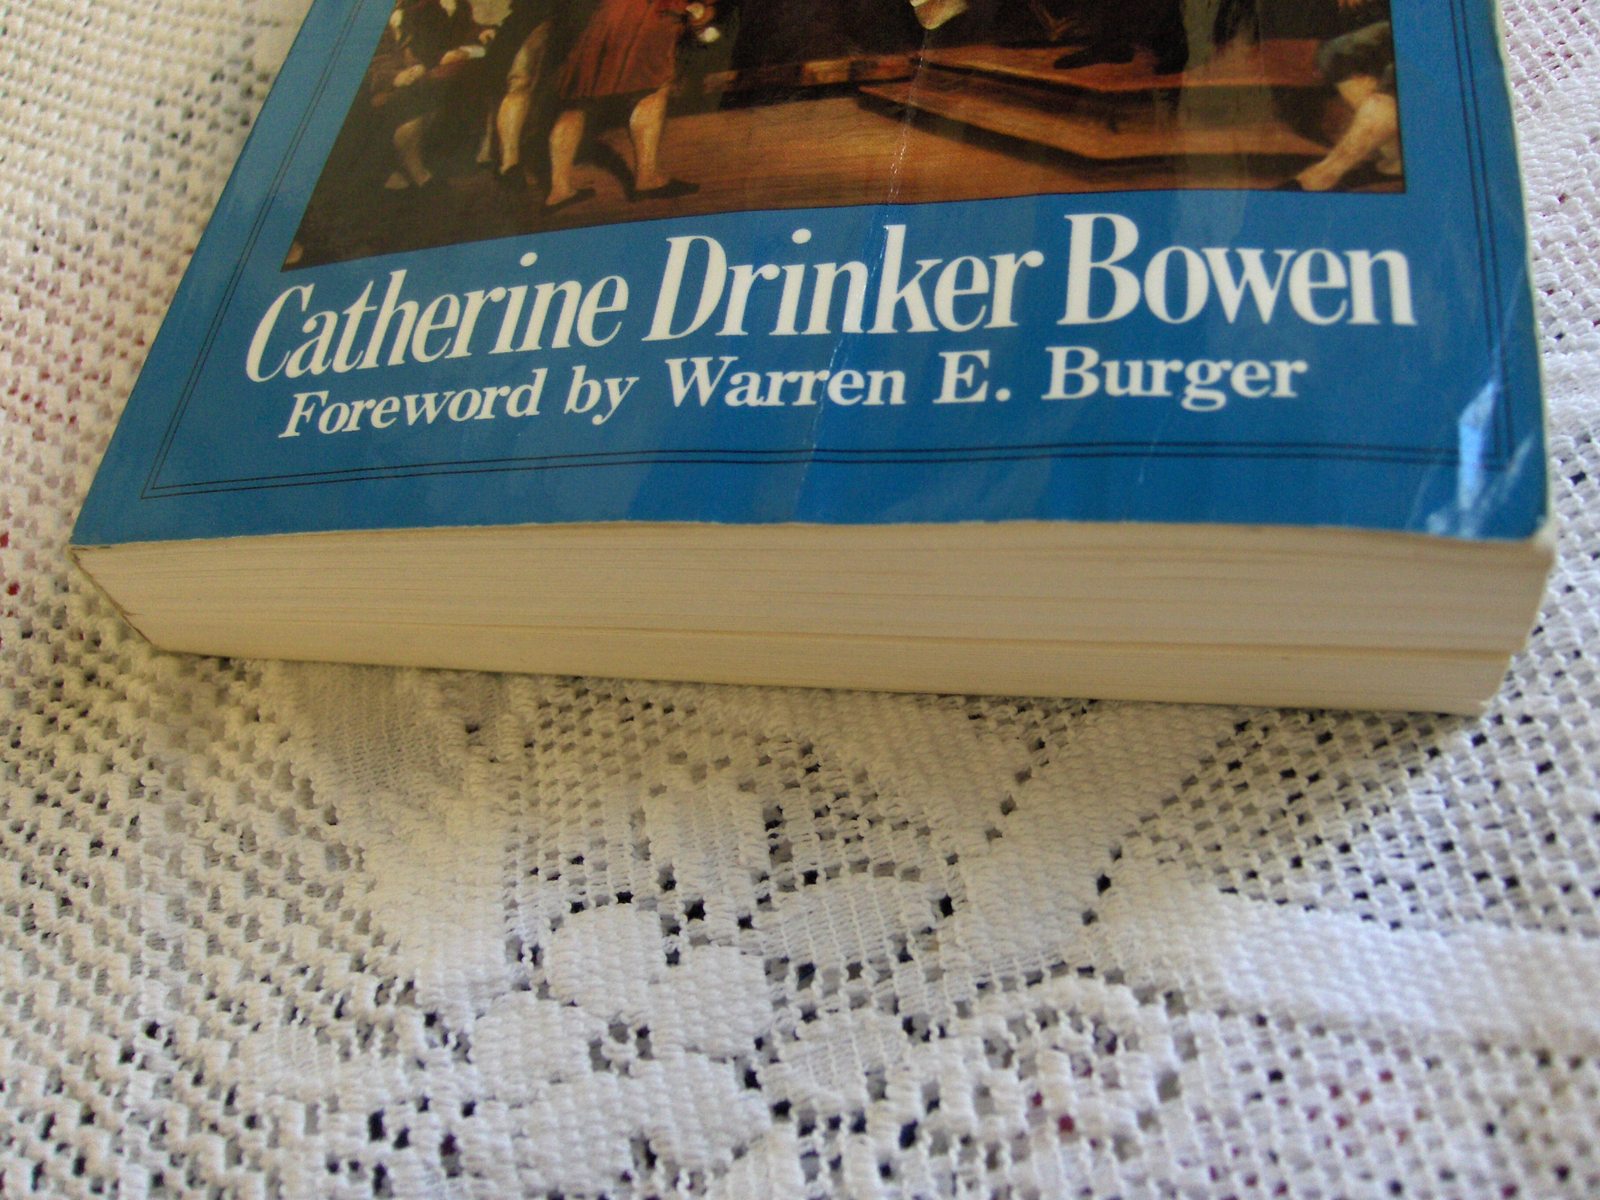 Catherine Drinker Bowen
Foreword by Warren E. Burger